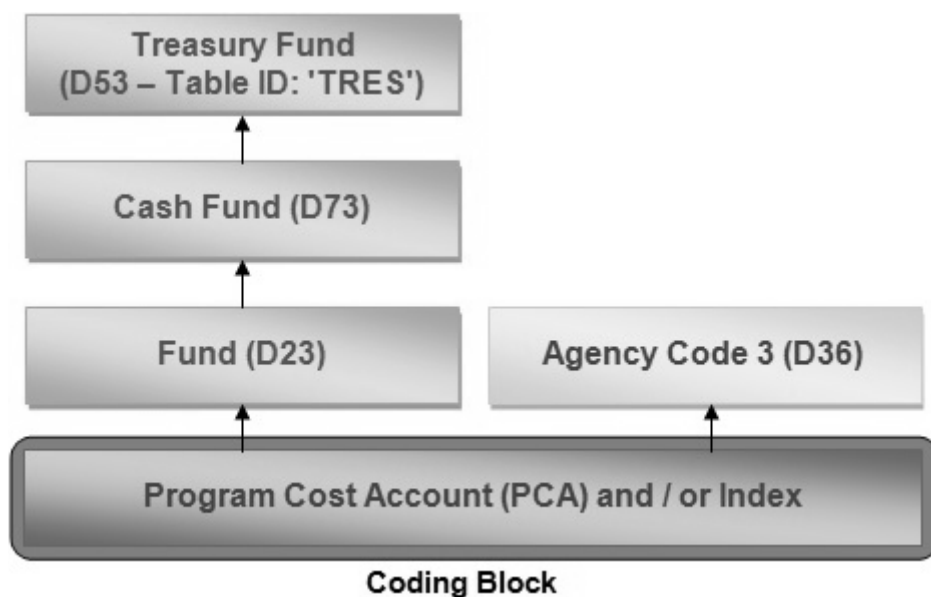 Treasury Fund
(D53 – Table ID: 'TRES')
Cash Fund (D73)
Fund (D23)
Agency Code 3 (D36)
Program Cost Account (PCA) and / or Index
Coding Block